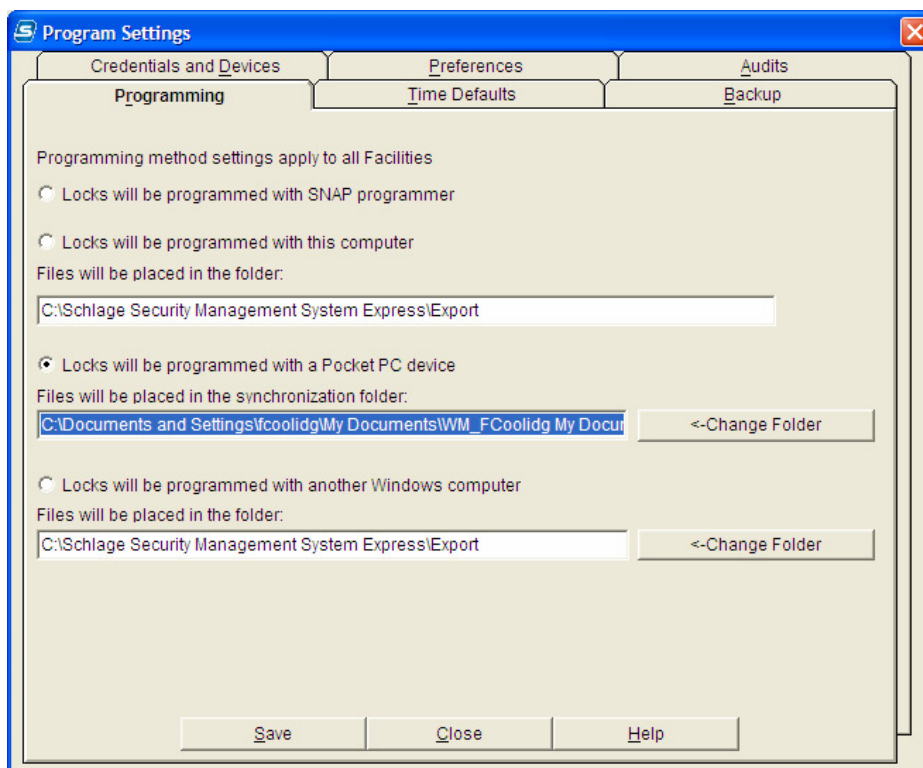 Program Settings
Credentials and Devices Preferences Audits
Programming Time Defaults Backup
Programming method settings apply to all Facilities
Locks will be programmed with SNAP programmer
Locks will be programmed with this computer
Files will be placed in the folder:
C:\Schlage Security Management System Express\Export
Locks will be programmed with a Pocket PC device
Files will be placed in the synchronization folder:
C:\Documents and Settings\fcoolidg\My Documents\WM_FCoolidg My Docur <-Change Folder
Locks will be programmed with another Windows computer
Files will be placed in the folder:
C:\Schlage Security Management System Express\Export <-Change Folder
Save Close Help